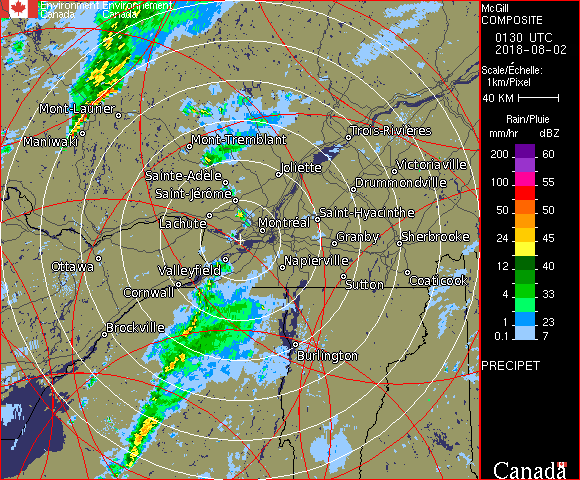 Environment Environnement
Canada Canada
McGill
COMPOSITE
0130 UTC
2018-08-02
Scale/Échelle:
1km/Pixel
40 KM
Rain/Pluie
mm/hr dBZ
200 60
100 55
50 50
24 45
12 40
4 33
1 23
0.1 7
PRECIPET
Canada
Mont-Laurier
Maniwaki
Mont-Tremblant
Trois-Rivières
Victoriaville
Joliette
Sainte-Adèle
Drummondville
Saint-Jérôme
Lachute
Saint-Hyacinthe
Montréal
Granby
Sherbrooke
Ottawa
Valleyfield
Napierville
Cornwall
Sutton
Coaticook
Brockville
Burlington